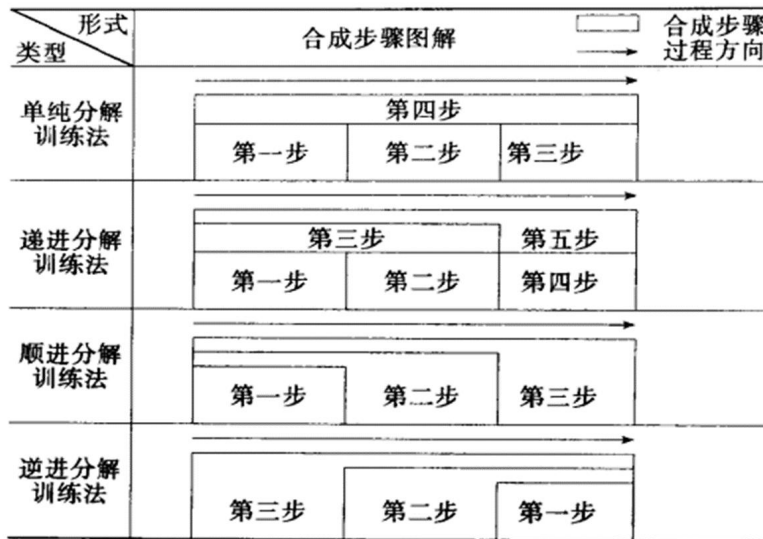 形式
类型
合成步骤图解
合成步骤
过程方向
单纯分解
训练法
第四步
第一步 第二步 第三步
递进分解
训练法
第三步 第五步
第一步 第二步 第四步
顺进分解
训练法
第一步 第二步 第三步
逆进分解
训练法
第三步 第二步 第一步